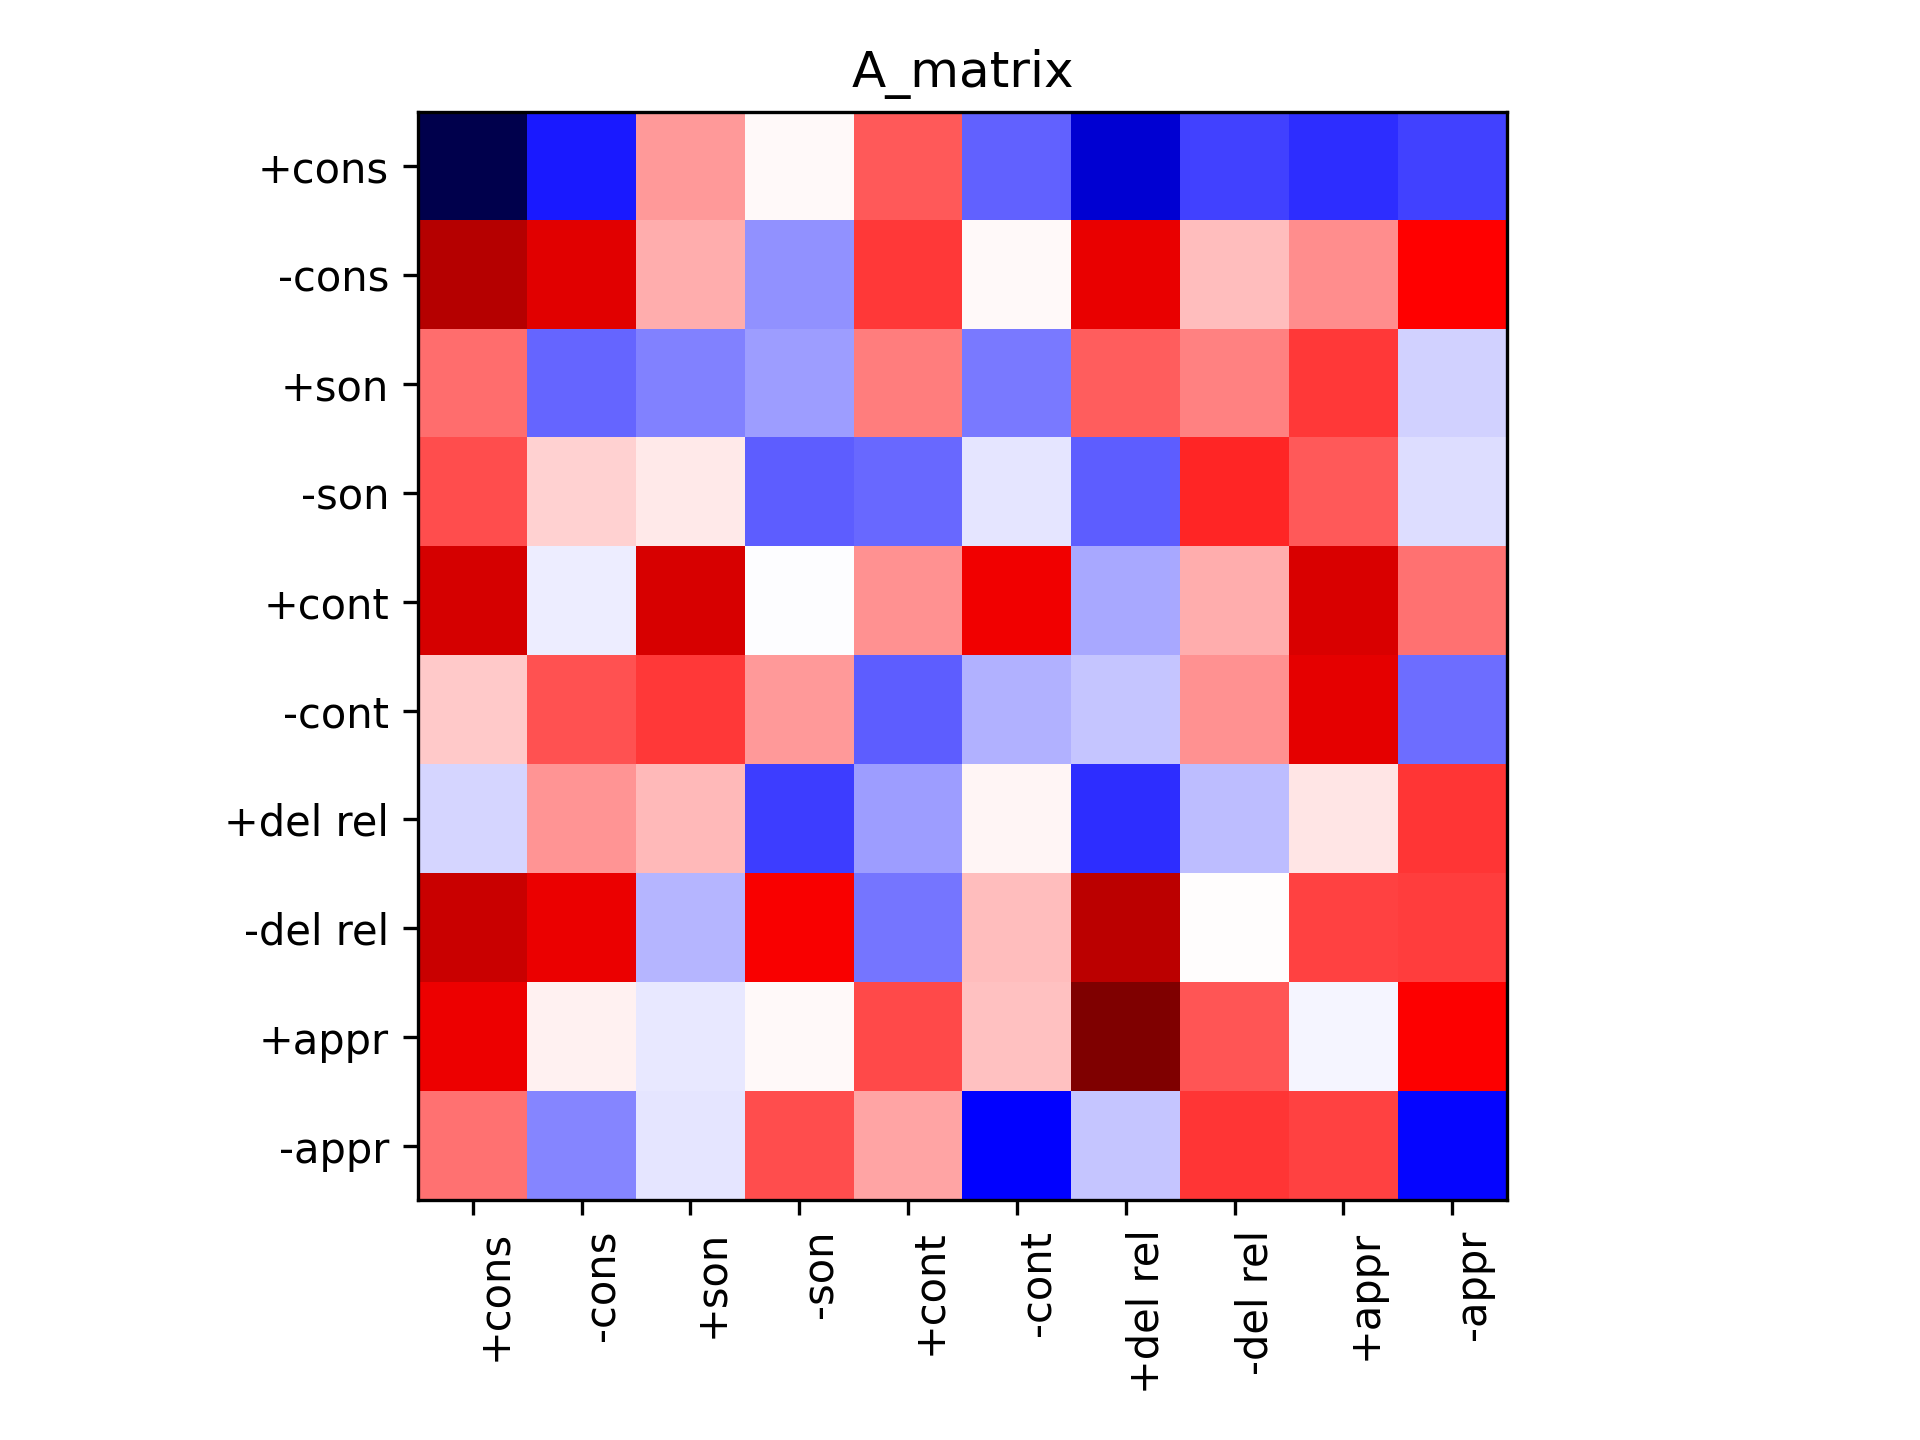 A_matrix
+cons
-cons
+son
-son
+cont
-cont
+del rel
-del rel
+appr
-appr
+cons
-cons
+son
-son
+cont
-cont
+del rel
-del rel
+appr
-appr